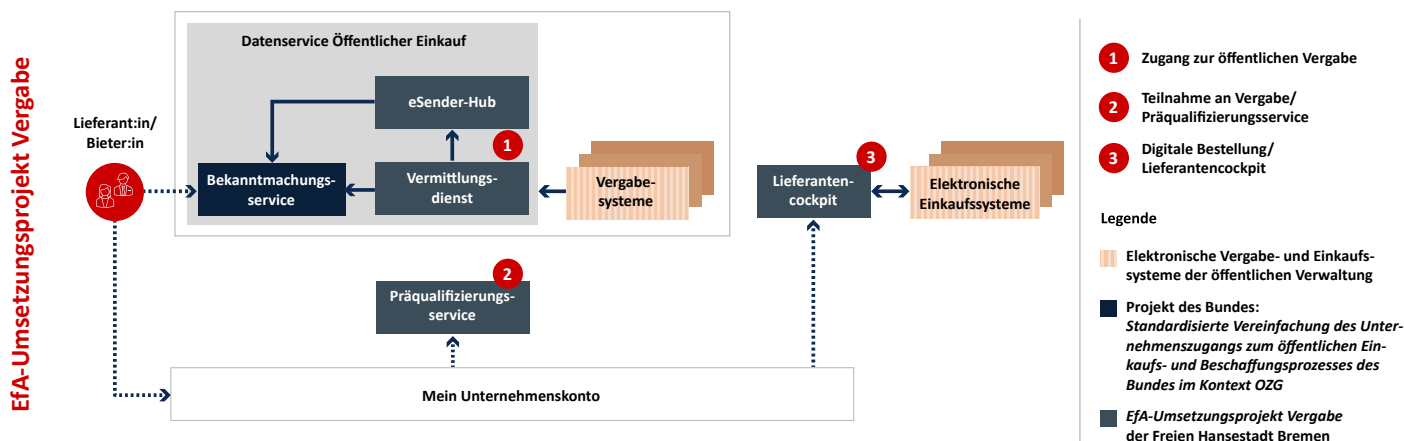 EfA-Umsetzungsprojekt Vergabe
Lieferant:in/
Bieter:in
Datenservice Öffentlicher Einkauf
eSender-Hub
1
Bekanntmachungs-
service
Vermittlungs-
dienst
Vergabe-
systeme
3
Lieferanten-
cockpit
Elektronische
Einkaufssysteme
2
Präqualifizierungs-
service
Mein Unternehmenskonto
1 Zugang zur öffentlichen Vergabe
2 Teilnahme an Vergabe/
Präqualifizierungsservice
3 Digitale Bestellung/
Lieferantencockpit
Legende
Elektronische Vergabe- und Einkaufs-
systeme der öffentlichen Verwaltung
Projekt des Bundes:
Standardisierte Vereinfachung des Unter-
nehmenszugangs zum öffentlichen Ein-
kaufs- und Beschaffungsprozesses des
Bundes im Kontext OZG
EfA-Umsetzungsprojekt Vergabe
der Freien Hansestadt Bremen